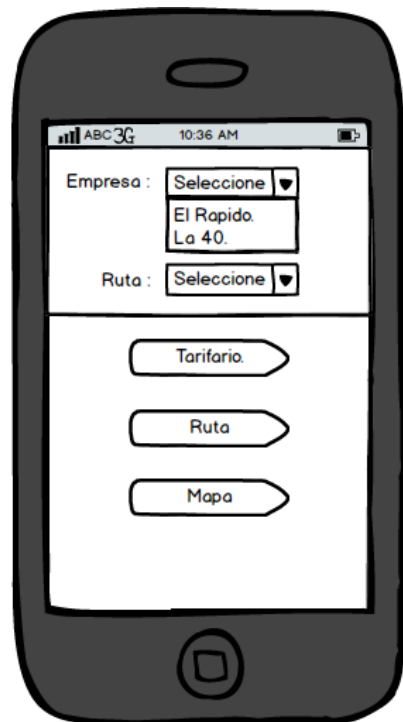 ABC 3G 10:36 AM
Empresa : Seleccione
El Rapido.
La 40.
Ruta : Seleccione
Tarifario.
Ruta
Mapa